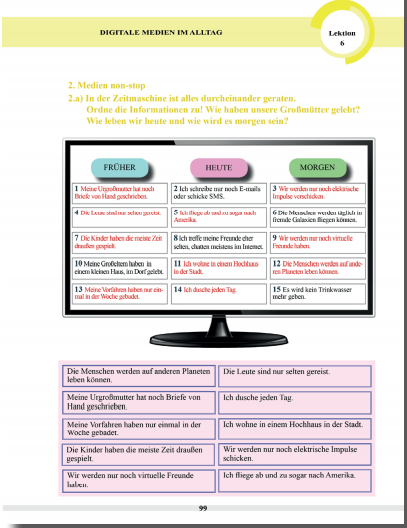 DIGITALE MEDIEN IM ALLTAG
Lektion
6
2. Medien non-stop
2.a) In der Zeitmaschine ist alles durcheinander geraten.
Ordne die Informationen zu! Wie haben unsere Großmütter gelebt?
Wie leben wir heute und wie wird es morgen sein?
FRÜHER
HEUTE
MORGEN
1 Meine Urgroßmutter hat noch
Briefe von Hand geschrieben.
2 Ich schreibe nur noch E-mails
oder schicke SMS.
3 Wir werden nur noch elektrische
Impulse verschicken.
4 Die Leute sind nur selten gereist.
5 Ich fliege ab und zu sogar nach
Amerika.
6 Die Menschen werden täglich in
fremde Galaxien fliegen können.
7 Die Kinder haben die meiste Zeit
draußen gespielt.
8 Ich treffe meine Freunde eher
selten, chatten meistens im Internet.
9 Wir werden nur noch virtuelle
Freunde haben.
10 Meine Großeltern haben in
einem kleinen Haus, im Dorf gelebt.
11 Ich wohne in einem Hochhaus
in der Stadt.
12 Die Menschen werden auf ande-
ren Planeten leben können.
13 Meine Vorfahren haben nur ein-
mal in der Woche gebadet.
14 Ich dusche jeden Tag.
15 Es wird kein Trinkwasser
mehr geben.
Die Menschen werden auf anderen Planeten
leben können.
Die Leute sind nur selten gereist.
Meine Urgroßmutter hat noch Briefe von
Hand geschrieben.
Ich dusche jeden Tag.
Meine Vorfahren haben nur einmal in der
Woche gebadet.
Ich wohne in einem Hochhaus in der Stadt.
Die Kinder haben die meiste Zeit draußen
gespielt.
Wir werden nur noch elektrische Impulse
schicken.
Wir werden nur noch virtuelle Freunde
haben.
Ich fliege ab und zu sogar nach Amerika.
99